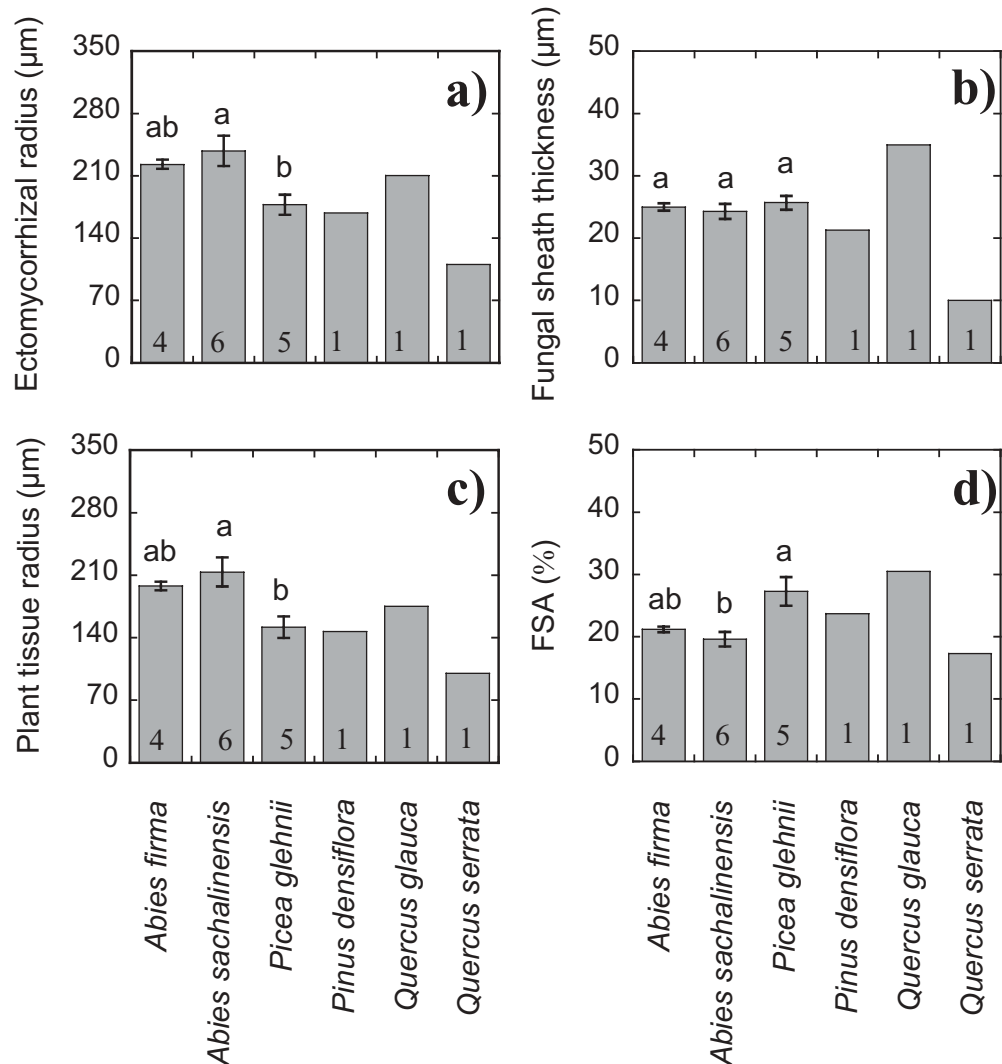 a)
Ectomycorrhizal radius (µm)
350
280
210
140
70
0
ab
a
b
4
6
5
1
1
1
b)
Fungal sheath thickness (µm)
50
40
30
20
10
0
a
a
a
4
6
5
1
1
1
c)
Plant tissue radius (µm)
350
280
210
140
70
0
ab
a
b
4
6
5
1
1
1
Abies firma
Abies sachalinensis
Picea glehnii
Pinus densiflora
Quercus glauca
Quercus serrata
d)
FSA (%)
50
40
30
20
10
0
ab
b
a
4
6
5
1
1
1
Abies firma
Abies sachalinensis
Picea glehnii
Pinus densiflora
Quercus glauca
Quercus serrata